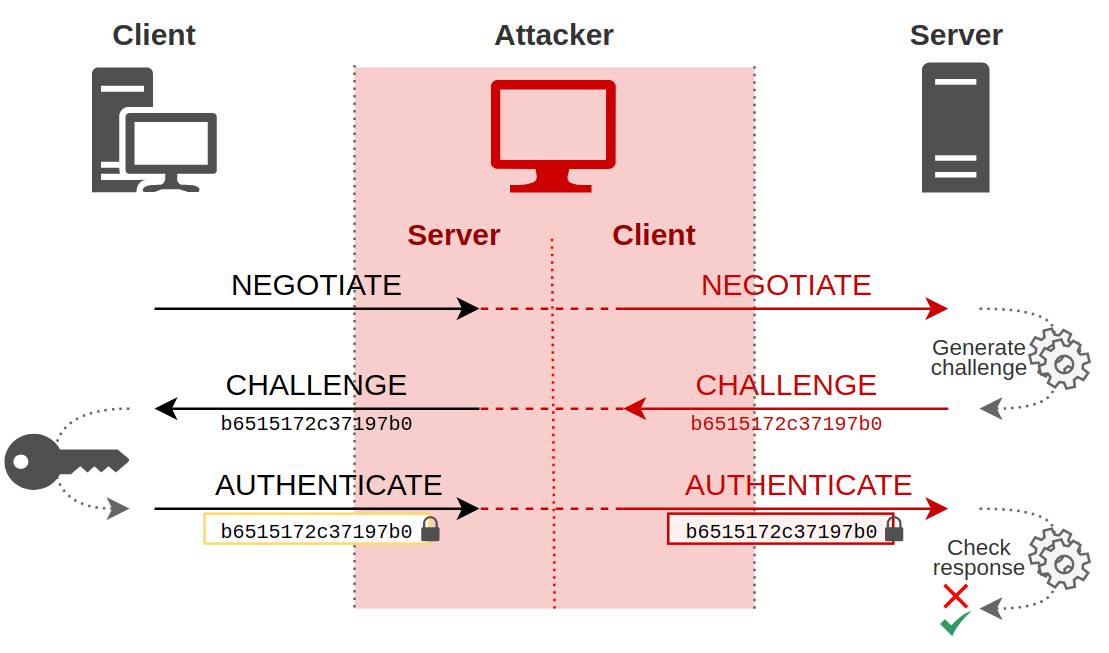 Client
Attacker
Server
Server
Client
NEGOTIATE
NEGOTIATE
Generate
challenge
CHALLENGE
CHALLENGE
b6515172c37197b0
b6515172c37197b0
AUTHENTICATE
AUTHENTICATE
b6515172c37197b0
b6515172c37197b0
Check
response